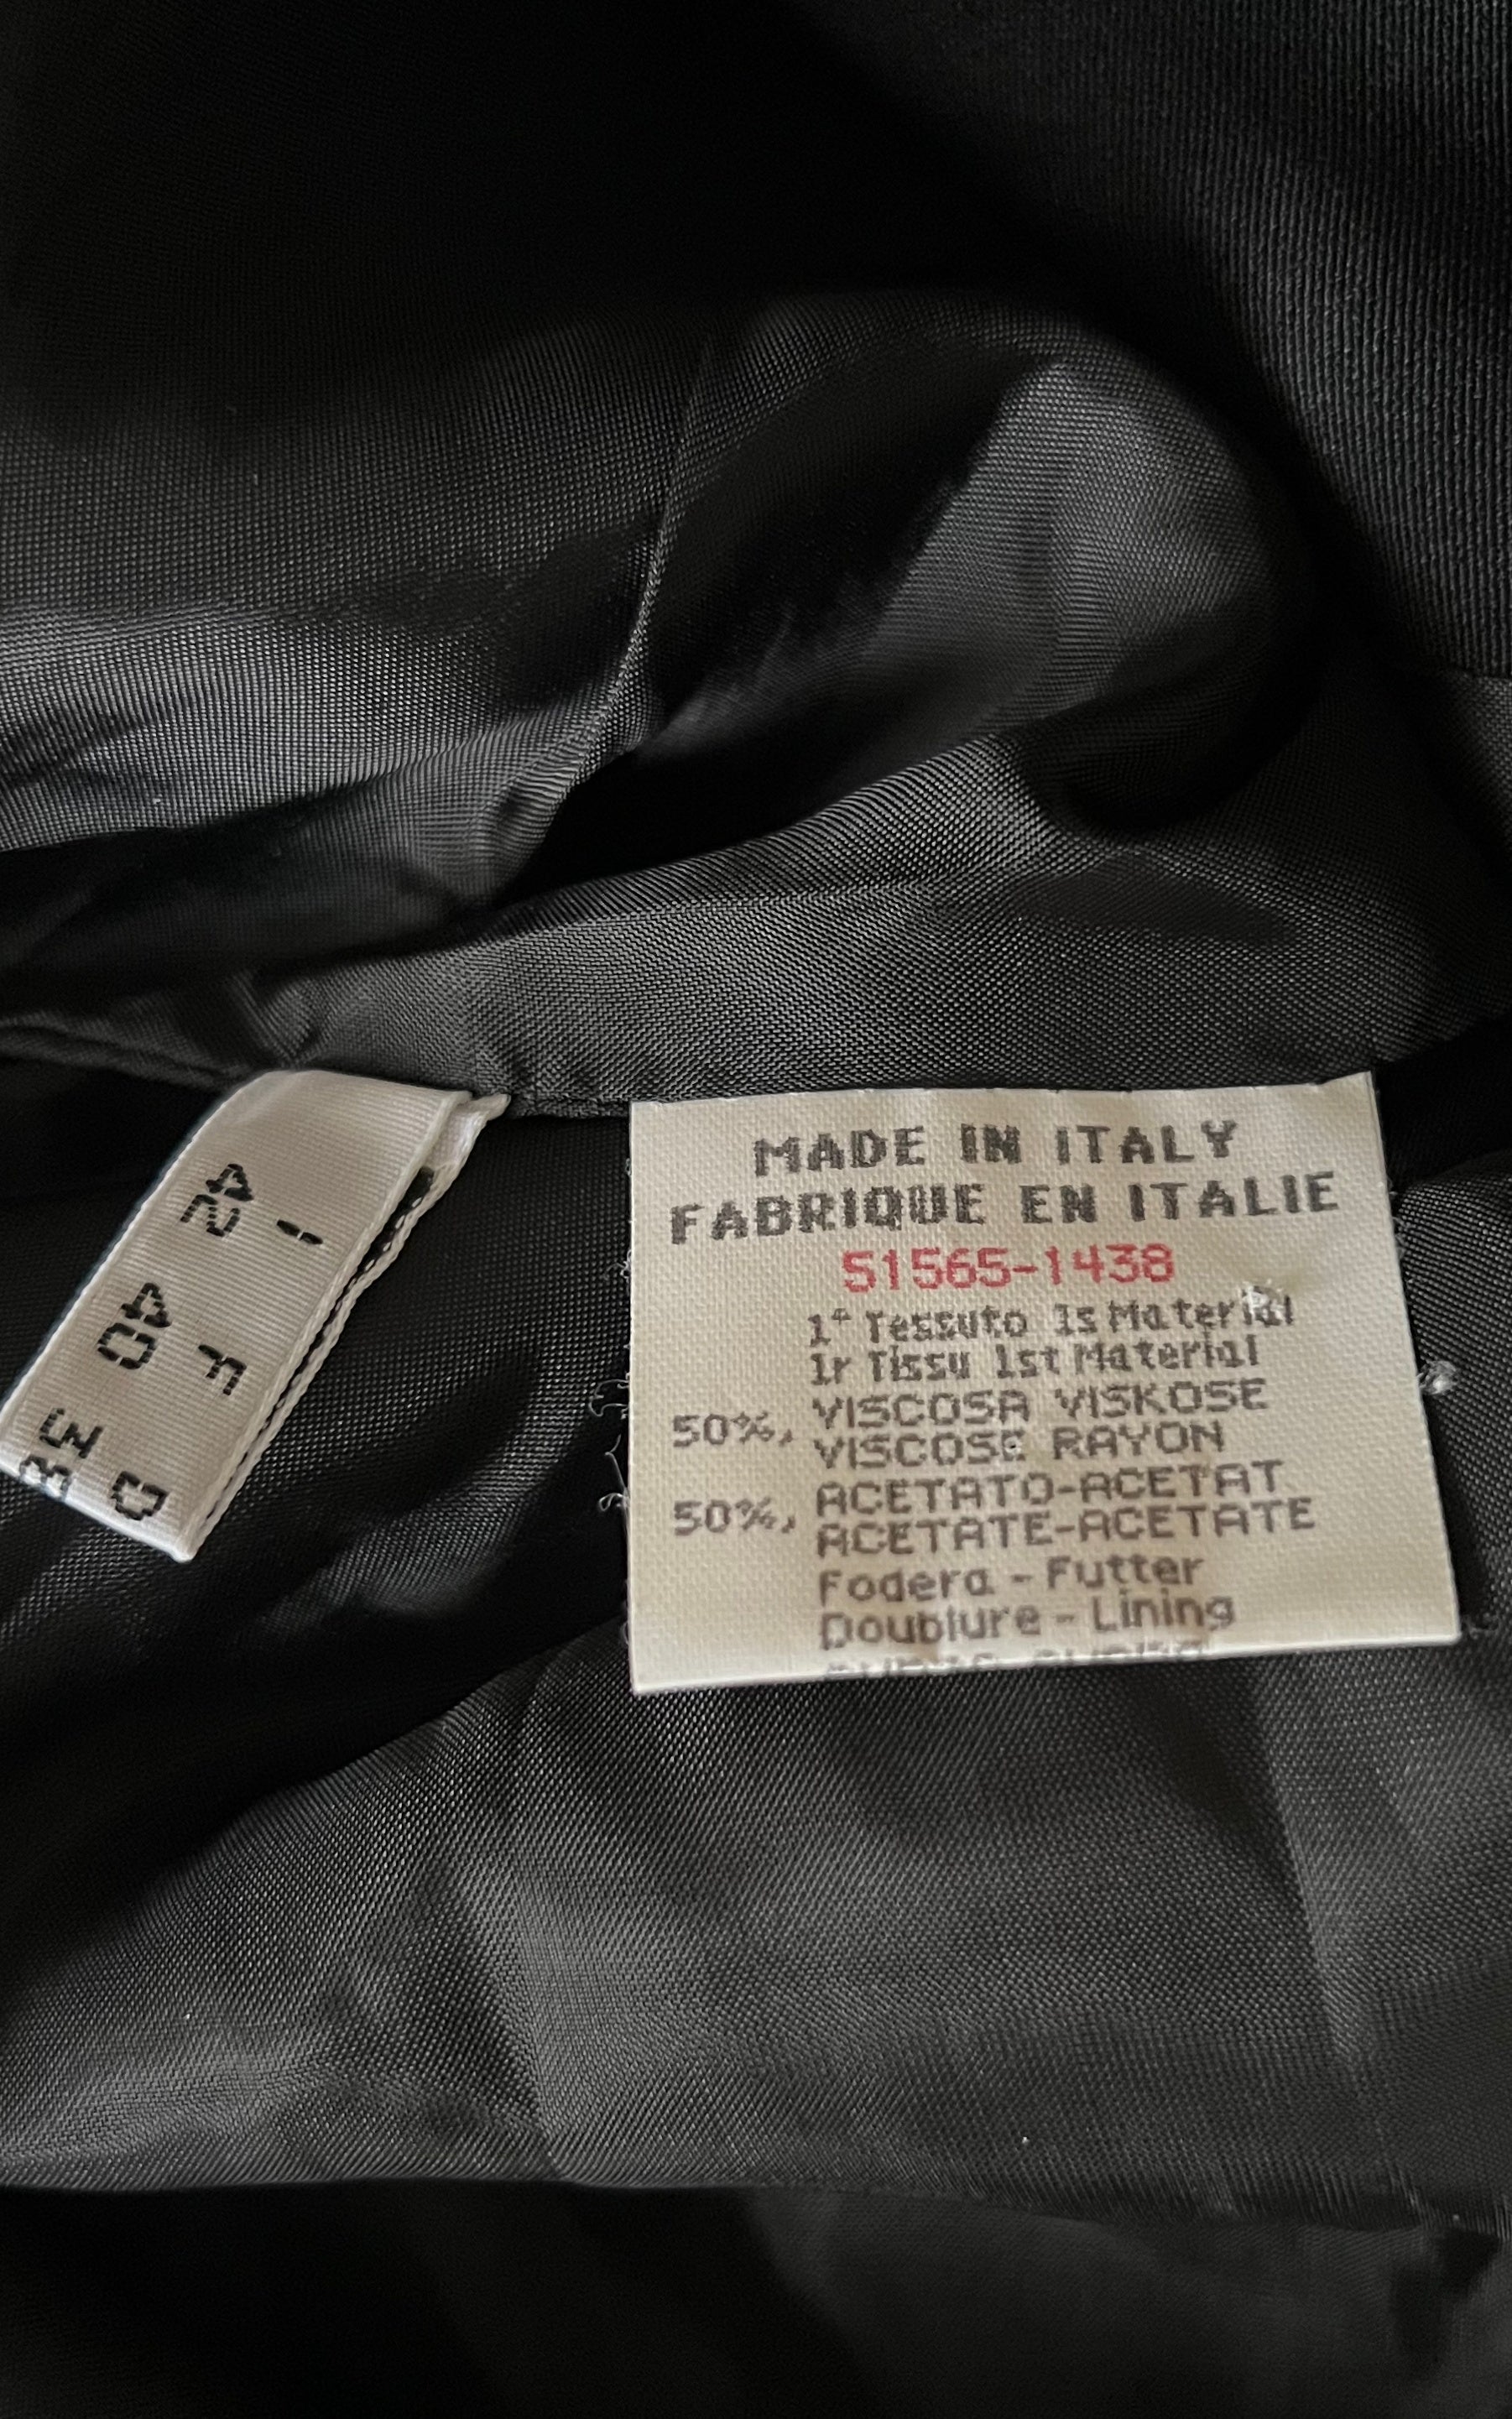 I F D
42 40 38
MADE IN ITALY
FABRIQUE EN ITALIE
51565-1438
1° Tessuto 1s Material
1r Tissu 1st Material
50%, VISCOSA VISKOSE
VISCOSE RAYON
50%, ACETATO-ACETAT
ACETATE-ACETATE
Fodera - Futter
Doublure - Lining